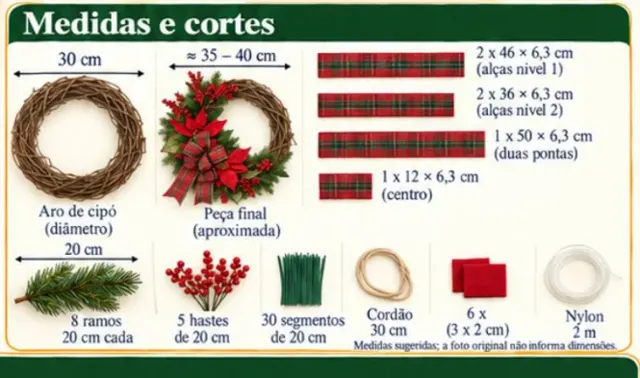 Medidas e cortes
30 cm
≈ 35 – 40 cm
2 x 46 × 6,3 cm
(alças nivel 1)
2 x 36 × 6,3 cm
(alças nivel 2)
1 x 50 × 6,3 cm
(duas pontas)
1 x 12 × 6,3 cm
(centro)
Aro de cipó
(diâmetro)
Peça final
(aproximada)
20 cm
8 ramos
20 cm cada
5 hastes
de 20 cm
30 segmentos
de 20 cm
Cordão
30 cm
6 x
(3 x 2 cm)
Nylon
2 m
Medidas sugeridas; a foto original não informa dimensões.